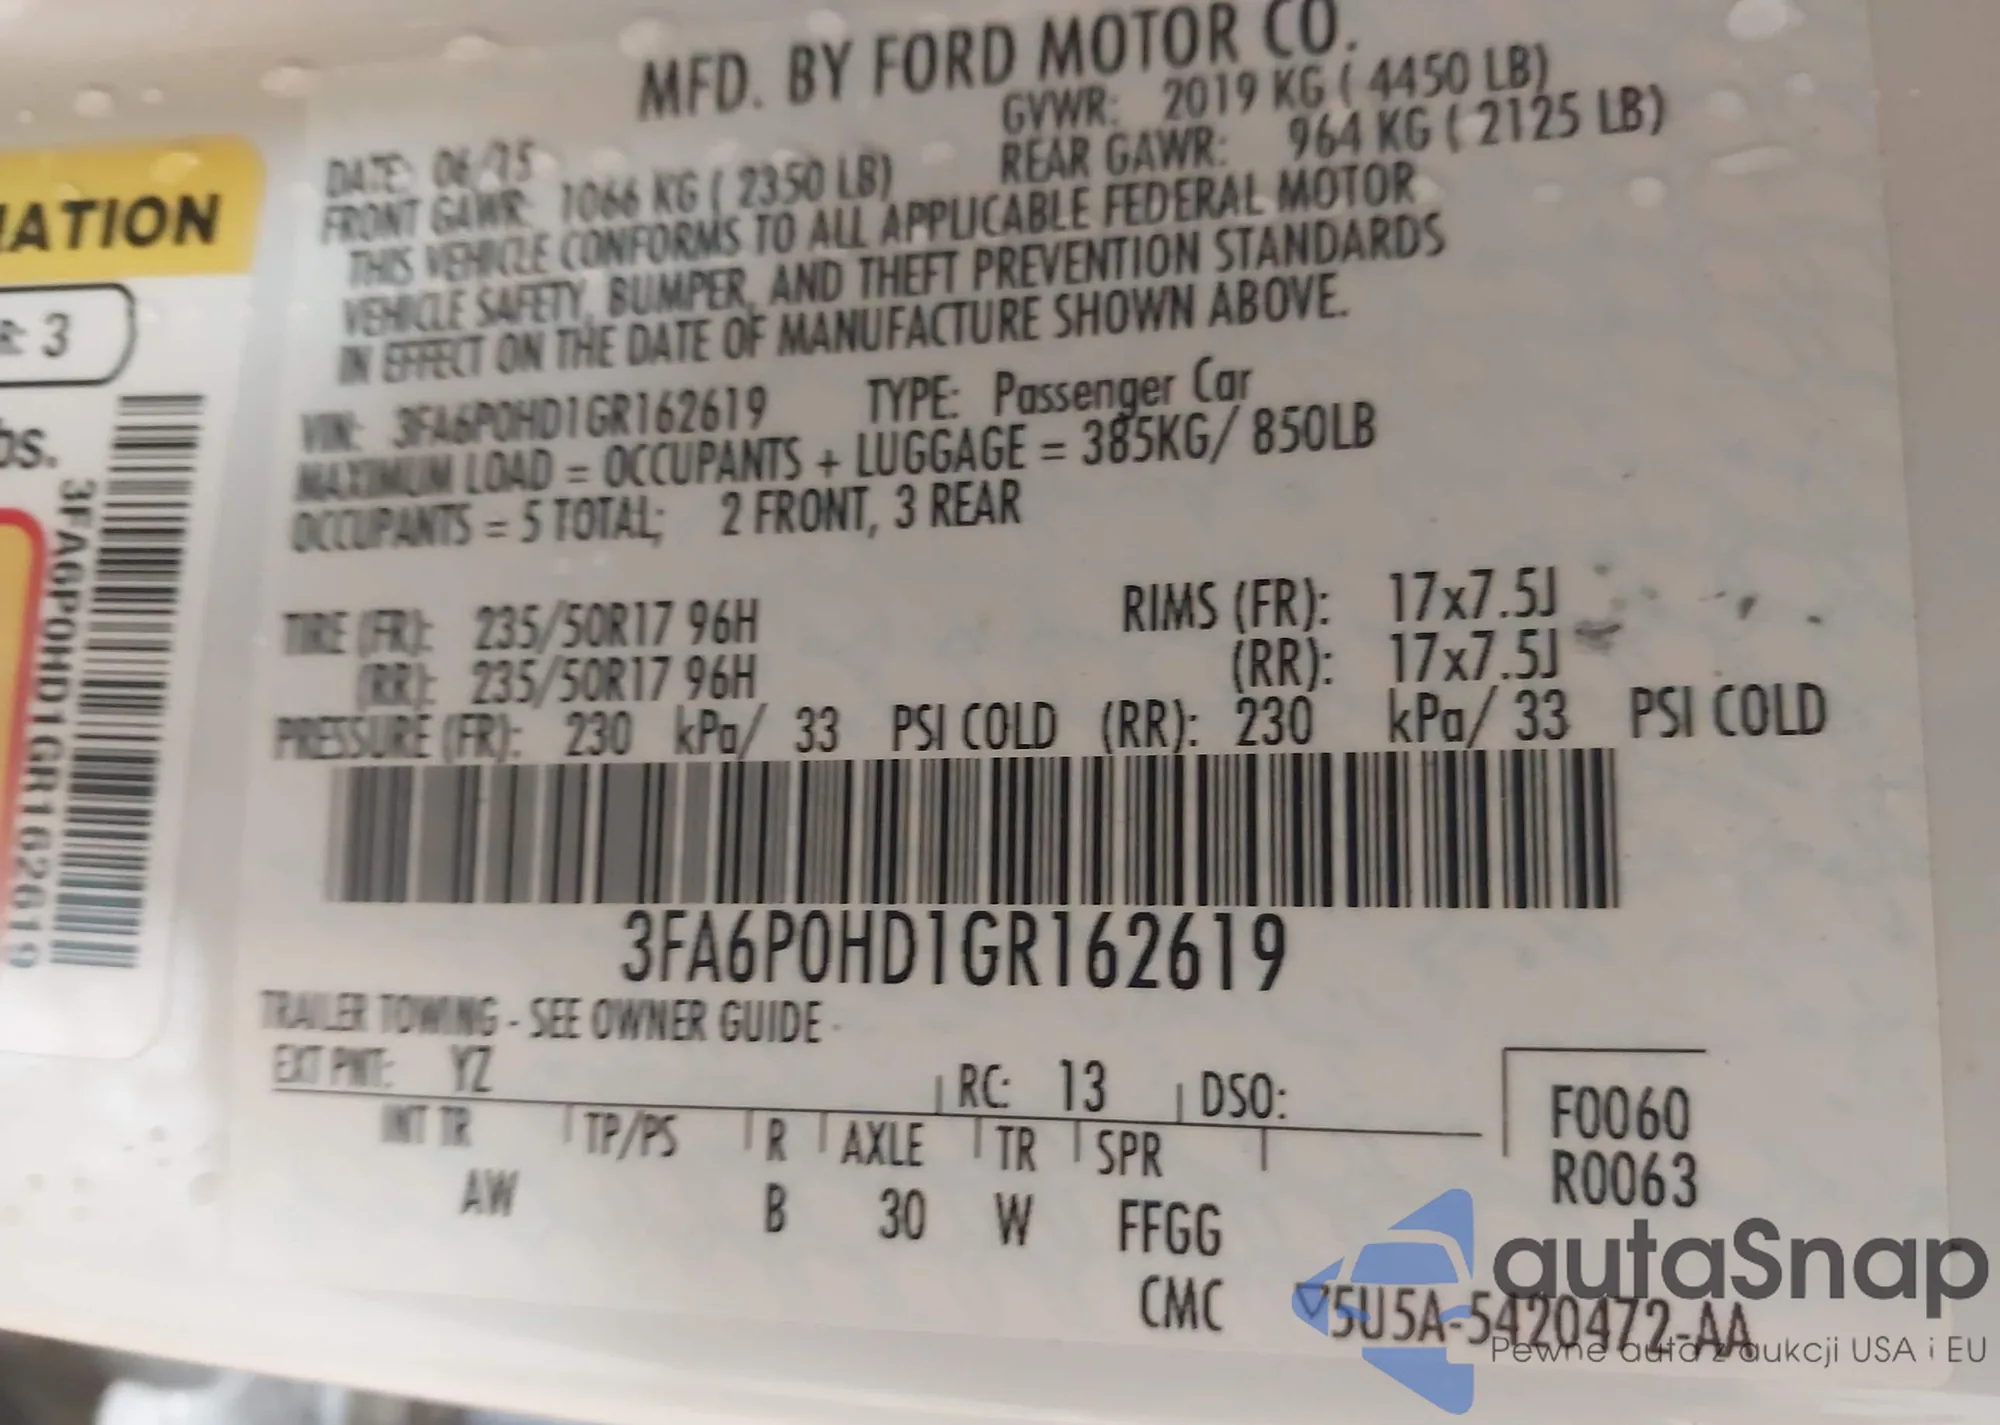 MFD. BY FORD MOTOR CO.
DATE: 06/15 GVWR: 2019 KG ( 4450 LB)
FRONT GAWR: 1066 KG ( 2350 LB) REAR GAWR: 964 KG ( 2125 LB)
THIS VEHICLE CONFORMS TO ALL APPLICABLE FEDERAL MOTOR
VEHICLE SAFETY, BUMPER, AND THEFT PREVENTION STANDARDS
IN EFFECT ON THE DATE OF MANUFACTURE SHOWN ABOVE.
VIN: 3FA6P0HD1GR162619 TYPE: Passenger Car
MAXIMUM LOAD = OCCUPANTS + LUGGAGE = 385KG/ 850LB
OCCUPANTS = 5 TOTAL; 2 FRONT, 3 REAR
TIRE (FR): 235/50R17 96H RIMS (FR): 17x7.5J
(RR): 235/50R17 96H (RR): 17x7.5J
PRESSURE (FR): 230 kPa/ 33 PSI COLD (RR): 230 kPa/ 33 PSI COLD
3FA6P0HD1GR162619
TRAILER TOWING - SEE OWNER GUIDE
EXT PNT: YZ RC: 13 DSO:
INT TR TP/PS R AXLE TR SPR
AW B 30 W FFGG
F0060
R0063
CMC ▽5U5A-5420472-AA
IATION
R: 3
bs.
3FA6P0HD1GR162619
autaSnap
Pewne auta z aukcji USA i EU